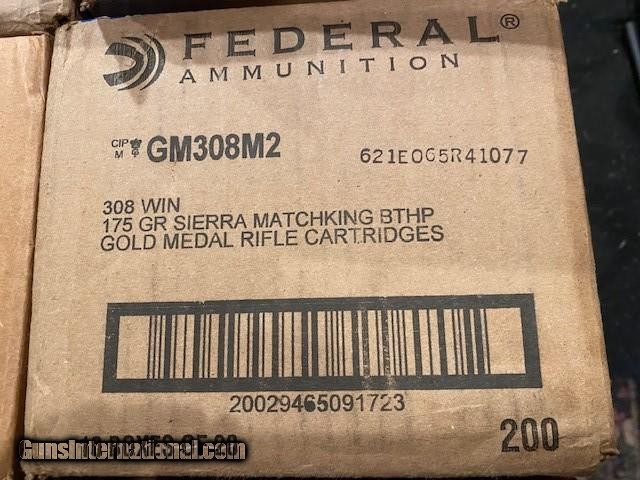 FEDERAL®
AMMUNITION
CIP
M
GM308M2
621E065R41077
308 WIN
175 GR SIERRA MATCHKING BTHP
GOLD MEDAL RIFLE CARTRIDGES
20029465091723
200
GunsInternational.com